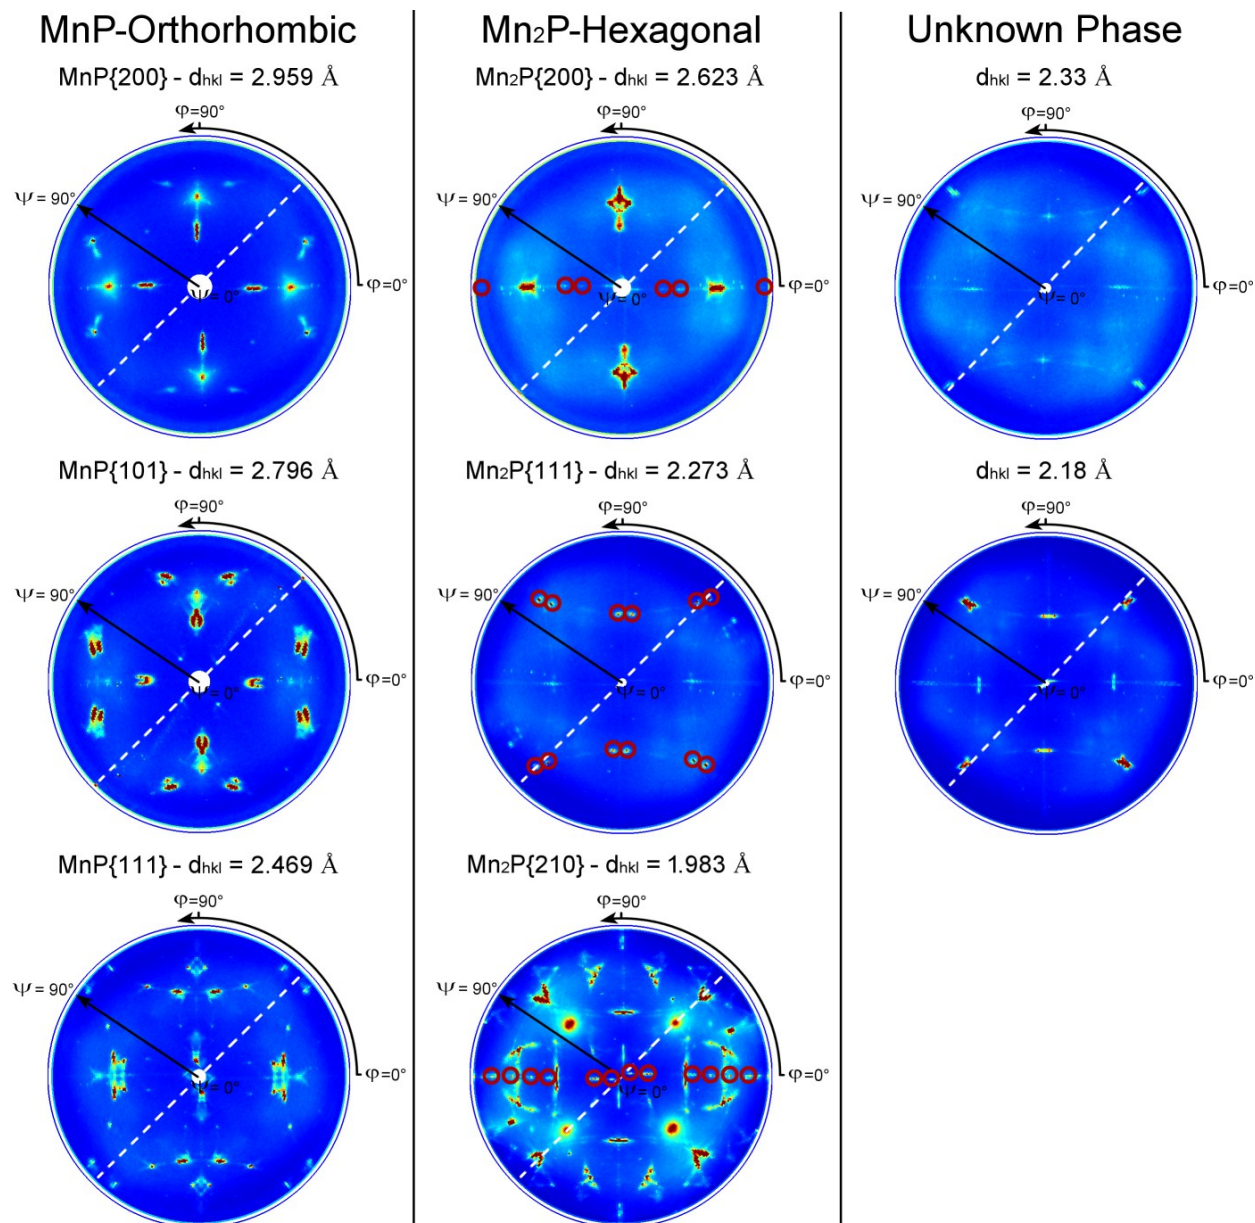 MnP-Orthorhombic
Mn₂P-Hexagonal
Unknown Phase
MnP{200} - dhkl = 2.959 Å
Mn₂P{200} - dhkl = 2.623 Å
dhkl = 2.33 Å
φ=90°
φ=90°
φ=90°
Ψ = 90°
Ψ = 90°
Ψ = 90°
φ=0°
φ=0°
φ=0°
Ψ = 0°
Ψ = 0°
Ψ = 0°
MnP{101} - dhkl = 2.796 Å
Mn₂P{111} - dhkl = 2.273 Å
dhkl = 2.18 Å
φ=90°
φ=90°
φ=90°
Ψ = 90°
Ψ = 90°
Ψ = 90°
φ=0°
φ=0°
φ=0°
Ψ = 0°
Ψ = 0°
Ψ = 0°
MnP{111} - dhkl = 2.469 Å
Mn₂P{210} - dhkl = 1.983 Å
φ=90°
φ=90°
Ψ = 90°
Ψ = 90°
φ=0°
φ=0°
Ψ = 0°
Ψ = 0°